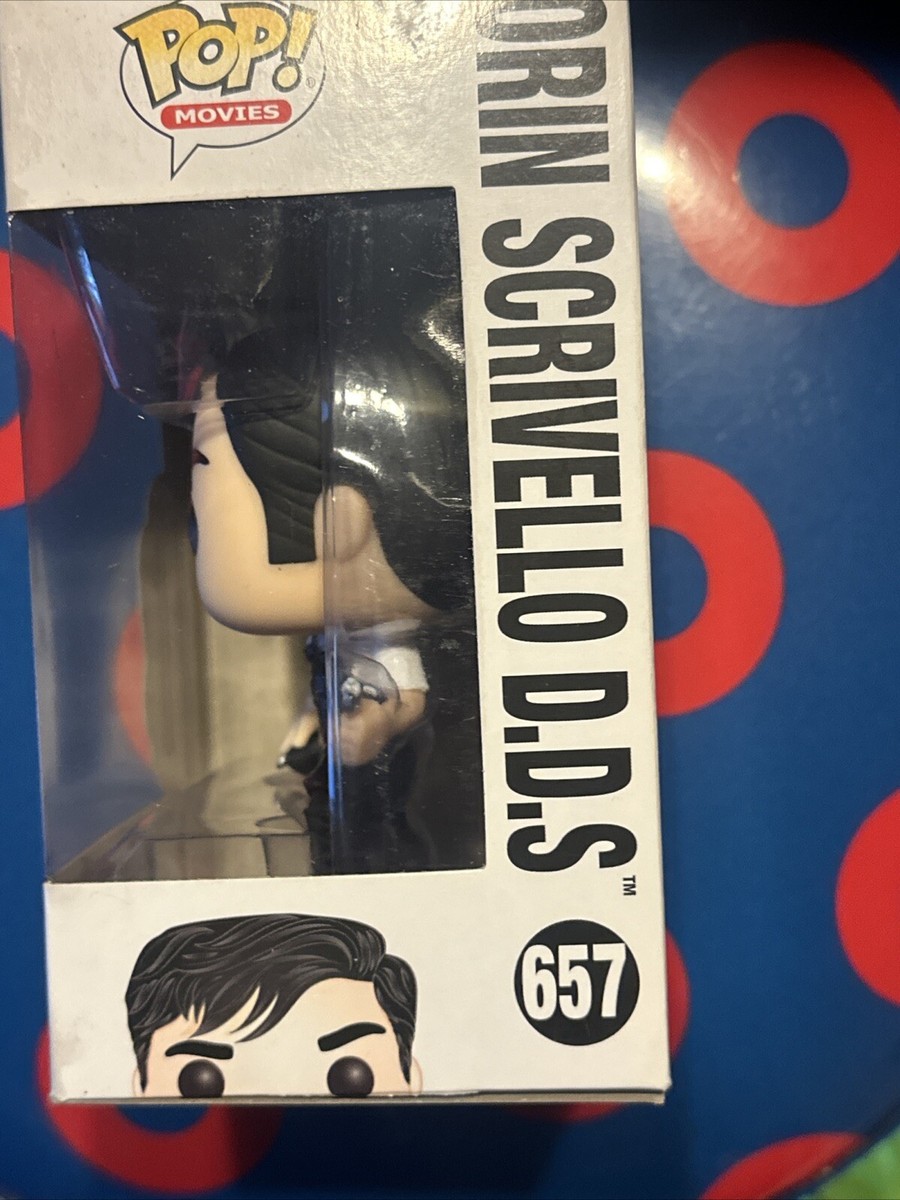 POP!
MOVIES
ORIN SCRIVELLO D.D.S™
657